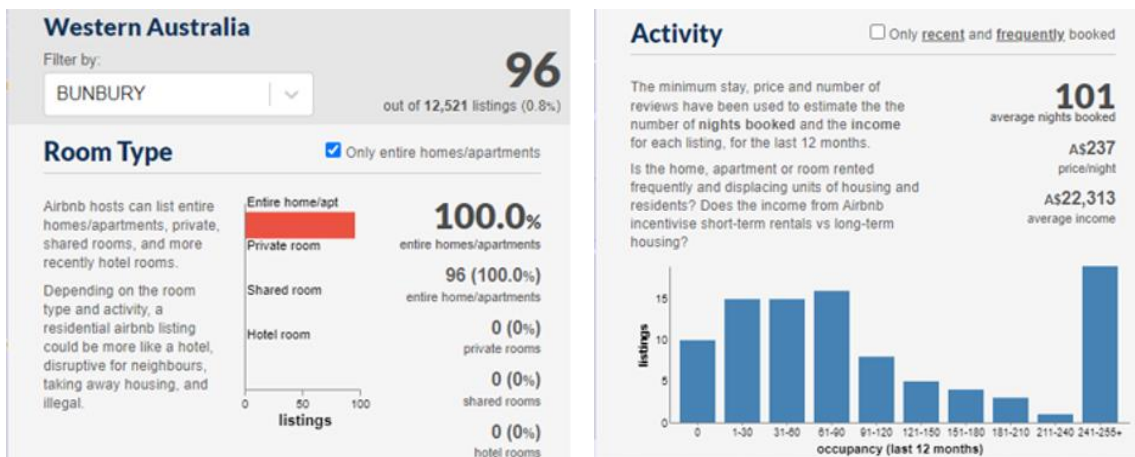 Western Australia
Filter by:
BUNBURY
96
out of 12,521 listings (0.8%)
Room Type
Only entire homes/apartments
Airbnb hosts can list entire
homes/apartments, private,
shared rooms, and more
recently hotel rooms.
Depending on the room
type and activity, a
residential airbnb listing
could be more like a hotel,
disruptive for neighbours,
taking away housing, and
illegal.
Entire home/apt
Private room
Shared room
Hotel room
0 50 100
listings
100.0%
entire homes/apartments
96 (100.0%)
entire home/apartments
0 (0%)
private rooms
0 (0%)
shared rooms
0 (0%)
hotel rooms
Activity
Only recent and frequently booked
The minimum stay, price and number of
reviews have been used to estimate the the
number of nights booked and the income
for each listing, for the last 12 months.
Is the home, apartment or room rented
frequently and displacing units of housing and
residents? Does the income from Airbnb
incentivise short-term rentals vs long-term
housing?
101
average nights booked
A$237
price/night
A$22,313
average income
15
10
5
0
listings
0 1-30 31-60 61-90 91-120 121-150 151-180 181-210 211-240 241-255+
occupancy (last 12 months)